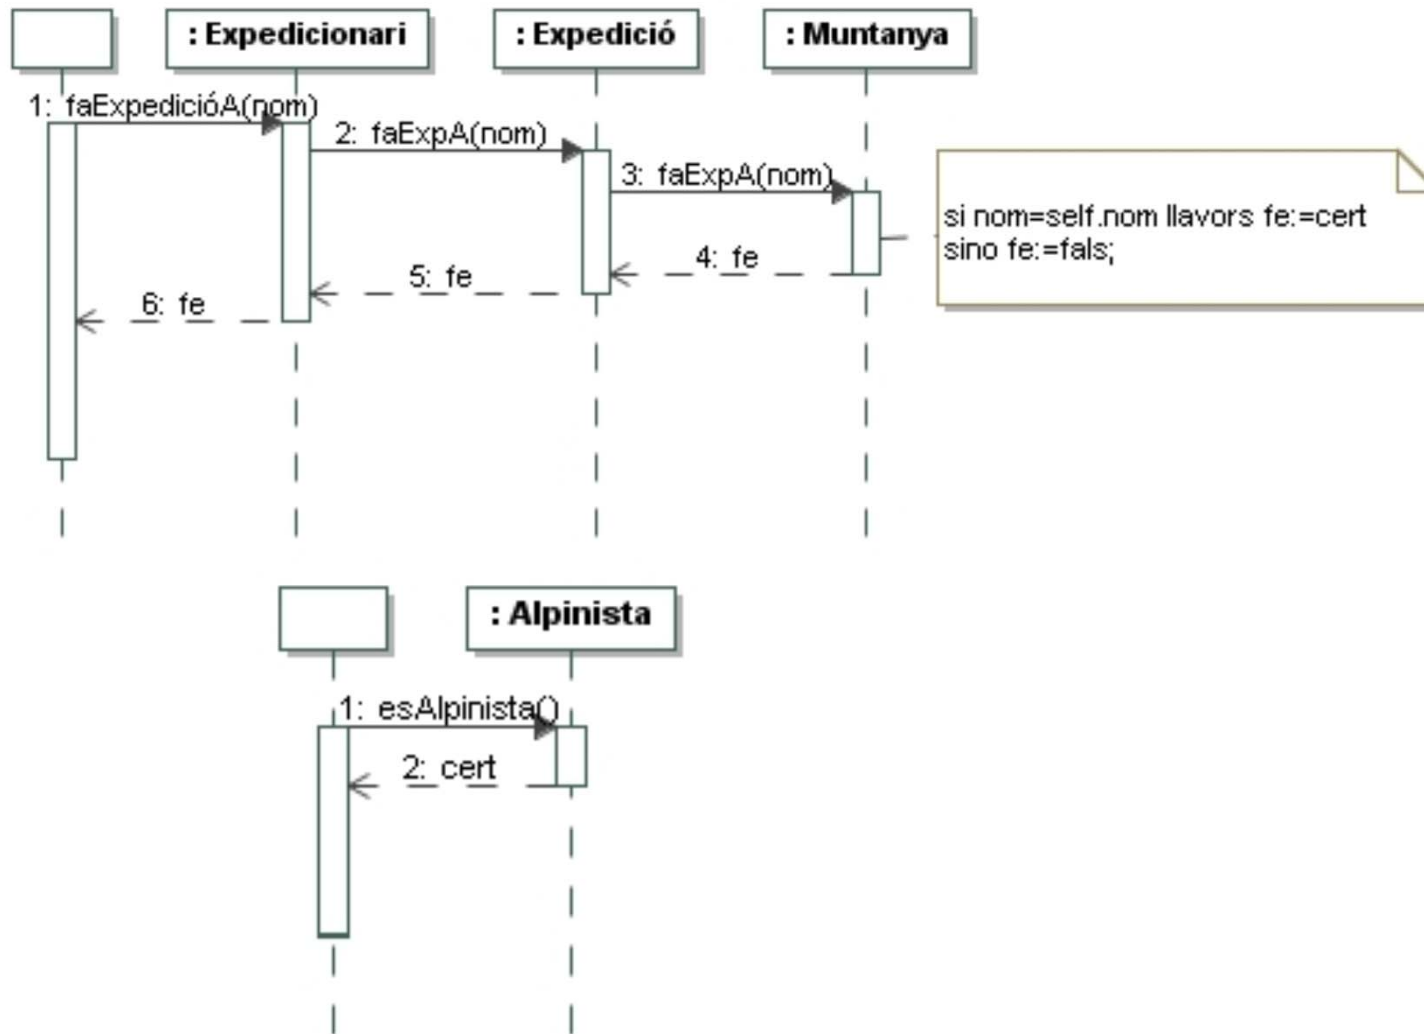 : Expedicionari
: Expedició
: Muntanya
1: faExpedicióA(nom)
2: faExpA(nom)
3: faExpA(nom)
si nom=self.nom llavors fe:=cert
sino fe:=fals;
4: fe
5: fe
6: fe
: Alpinista
1: esAlpinista()
2: cert